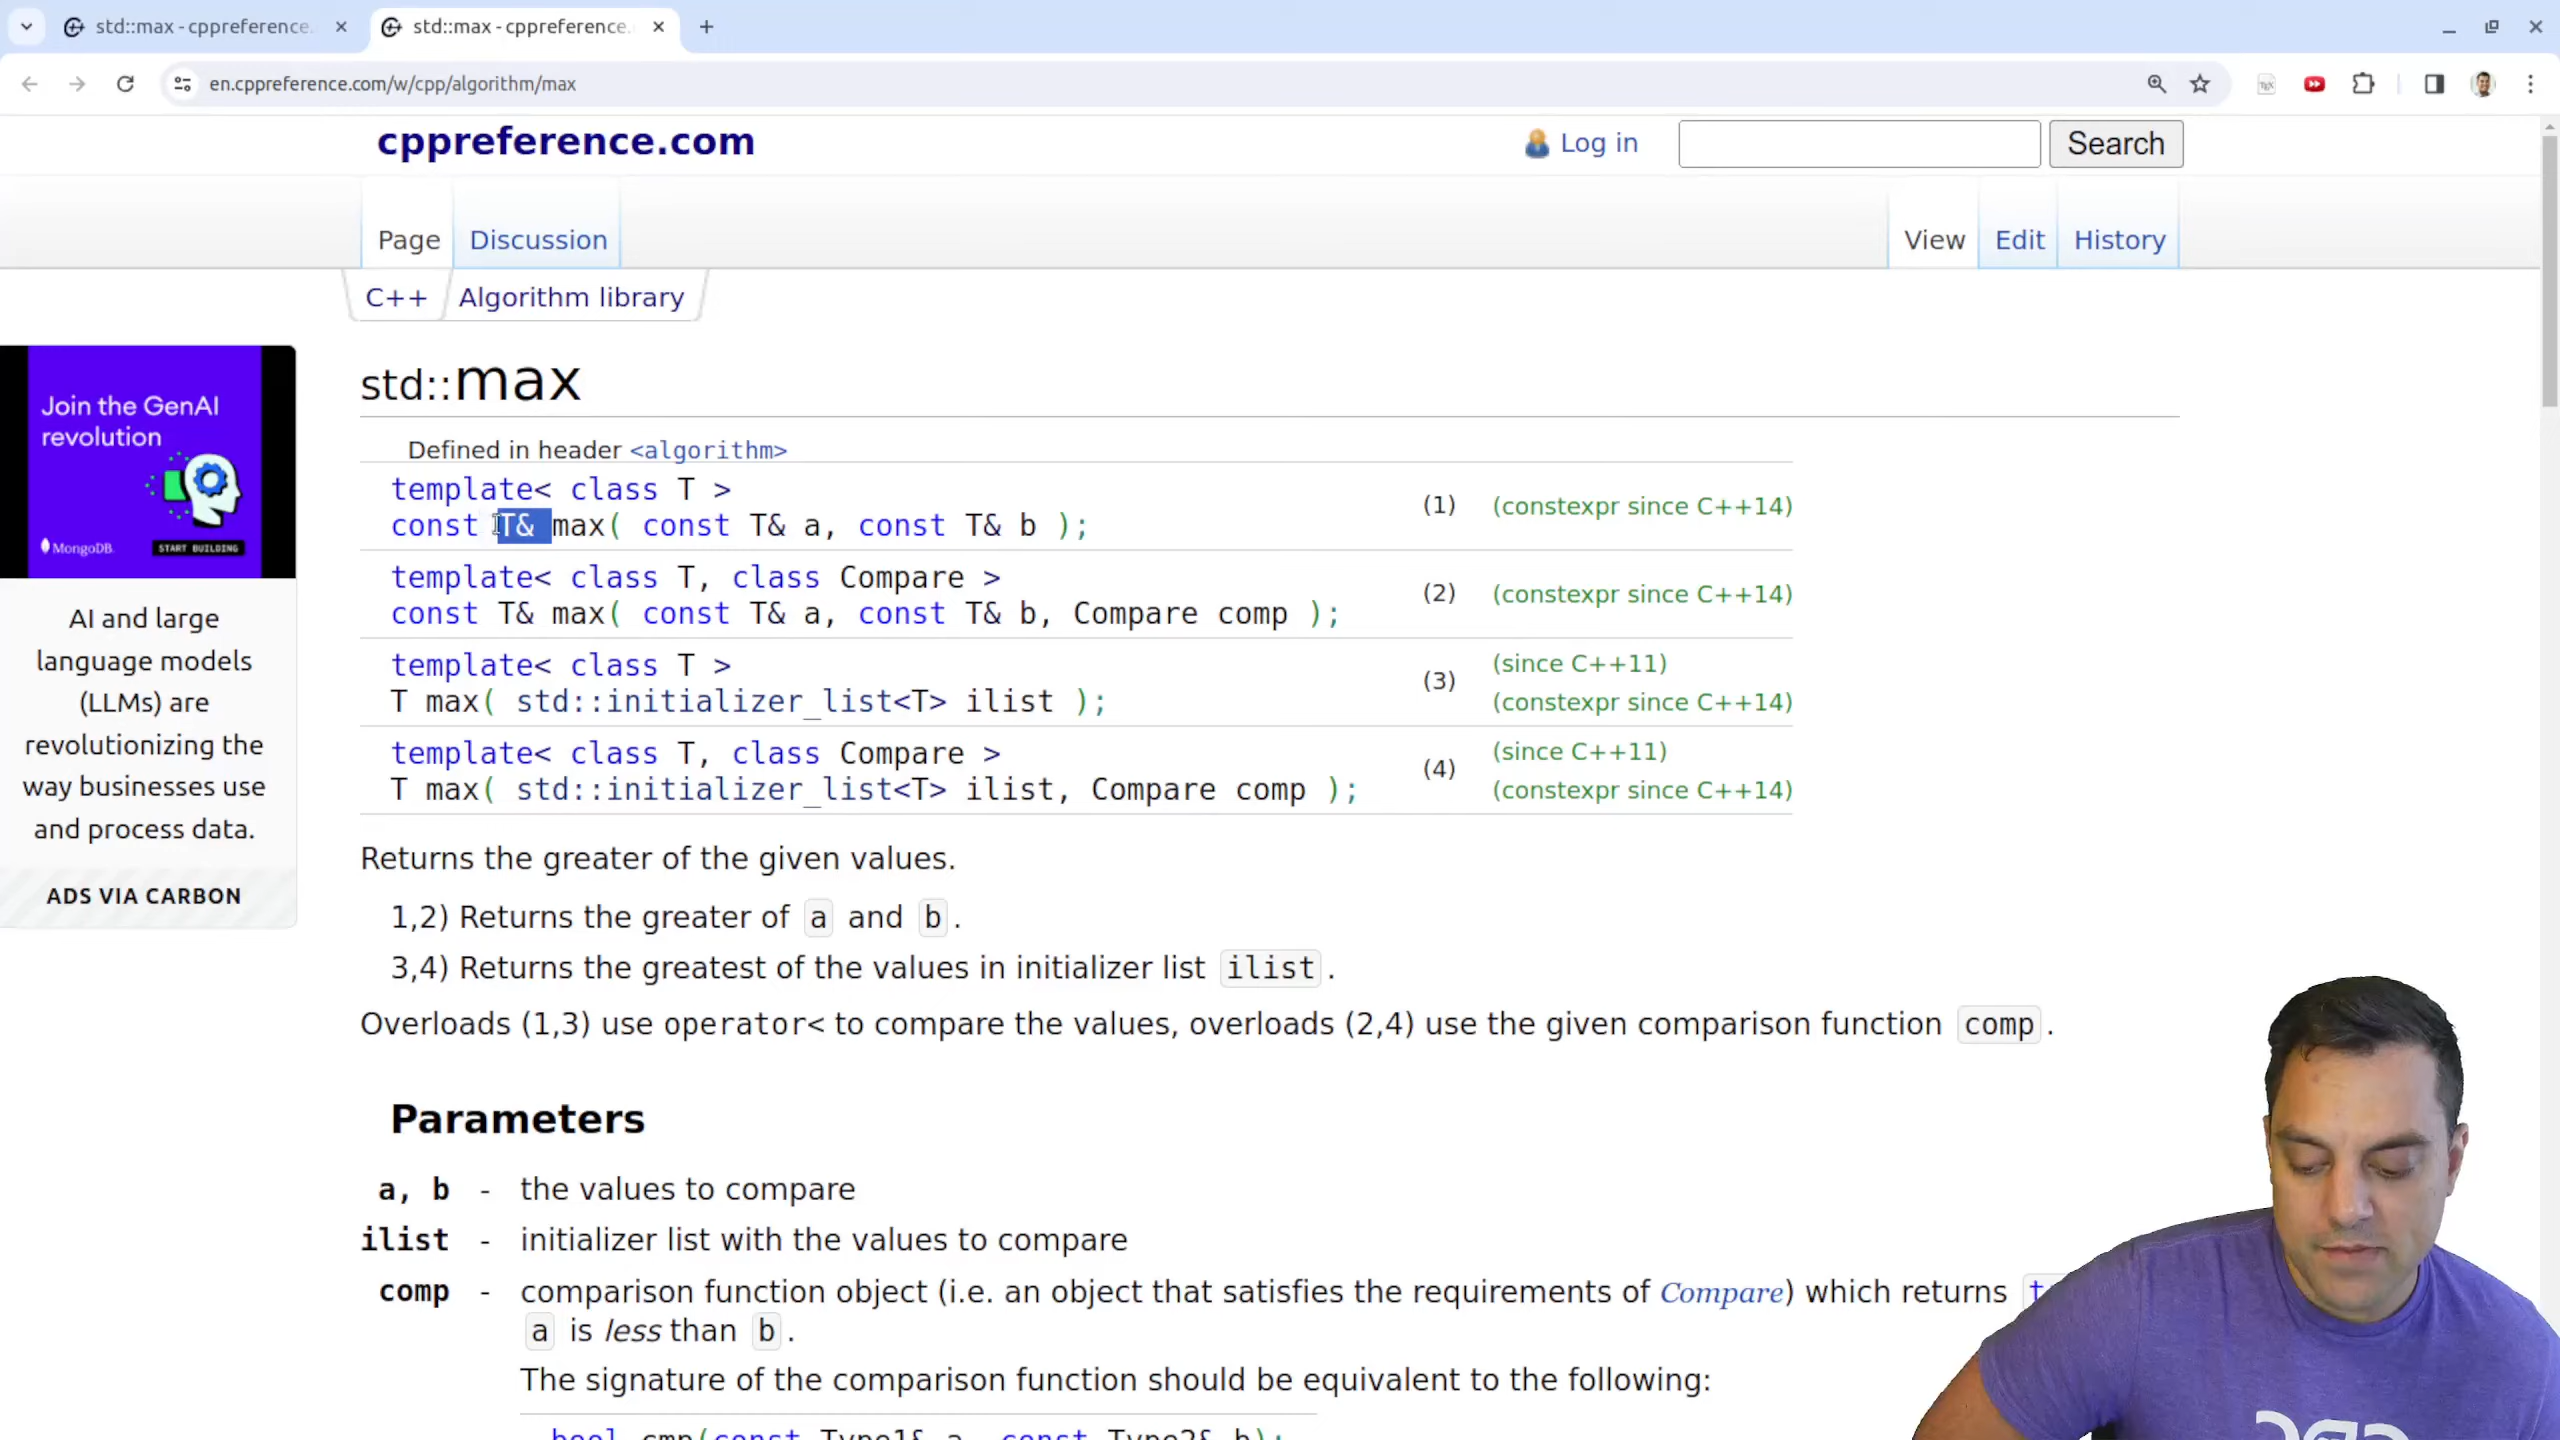 std::max - cppreference.
std::max - cppreference.
en.cppreference.com/w/cpp/algorithm/max
cppreference.com
Log in
Search
Page
Discussion
View
Edit
History
C++
Algorithm library
std::max
Defined in header <algorithm>
template< class T >
const T& max( const T& a, const T& b );
(1)
(constexpr since C++14)
template< class T, class Compare >
const T& max( const T& a, const T& b, Compare comp );
(2)
(constexpr since C++14)
template< class T >
T max( std::initializer_list<T> ilist );
(3)
(since C++11)
(constexpr since C++14)
template< class T, class Compare >
T max( std::initializer_list<T> ilist, Compare comp );
(4)
(since C++11)
(constexpr since C++14)
Join the GenAI
revolution
MongoDB.
START BUILDING
AI and large
language models
(LLMs) are
revolutionizing the
way businesses use
and process data.
ADS VIA CARBON
Returns the greater of the given values.
1,2) Returns the greater of a and b.
3,4) Returns the greatest of the values in initializer list ilist.
Overloads (1,3) use operator< to compare the values, overloads (2,4) use the given comparison function comp.
Parameters
a, b - the values to compare
ilist - initializer list with the values to compare
comp - comparison function object (i.e. an object that satisfies the requirements of Compare) which returns
a is less than b.
The signature of the comparison function should be equivalent to the following:
bool cmp(const Type1& a, const Type2& b);